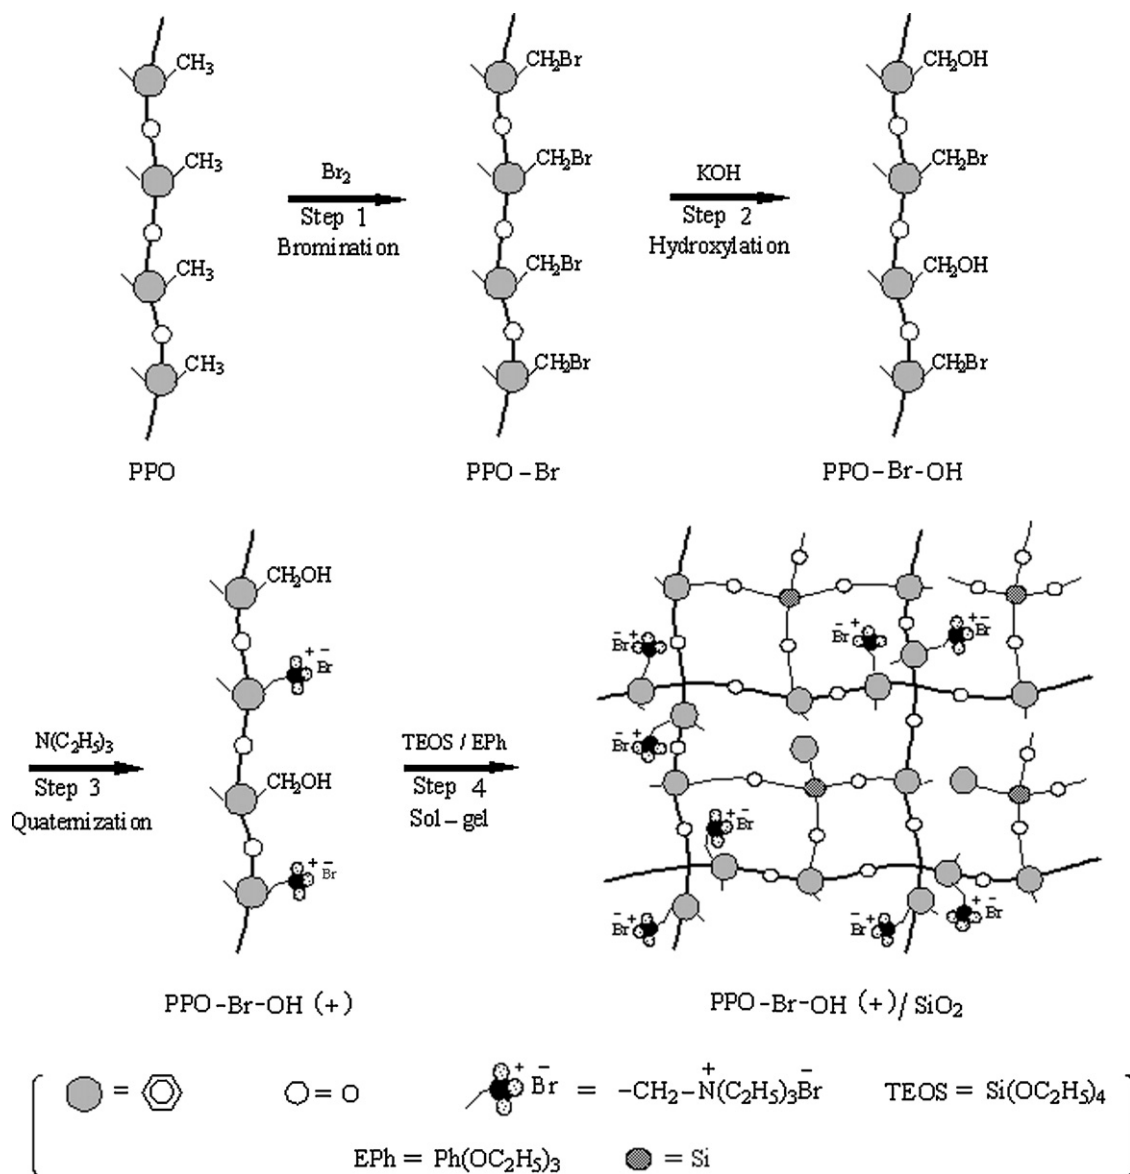 CH₃ CH₂Br CH₂OH
CH₃ CH₂Br CH₂Br
Br₂ KOH
Step 1 Step 2
Bromination Hydroxylation
CH₃ CH₂Br CH₂OH
CH₃ CH₂Br CH₂Br
PPO PPO-Br PPO-Br-OH
CH₂OH
+ - Br
N(C₂H₅)₃
Step 3
Quaternization
CH₂OH
+ - Br
TEOS / EPh
Step 4
Sol-gel
- + Br
- + Br
+ - Br
- + Br
+ - Br
- + Br
- + Br
+ - Br
PPO-Br-OH (+) PPO-Br-OH (+)/SiO₂
= = O + - Br = -CH₂-N⁺(C₂H₅)₃Br⁻ TEOS = Si(OC₂H₅)₄
EPh = Ph(OC₂H₅)₃ = Si